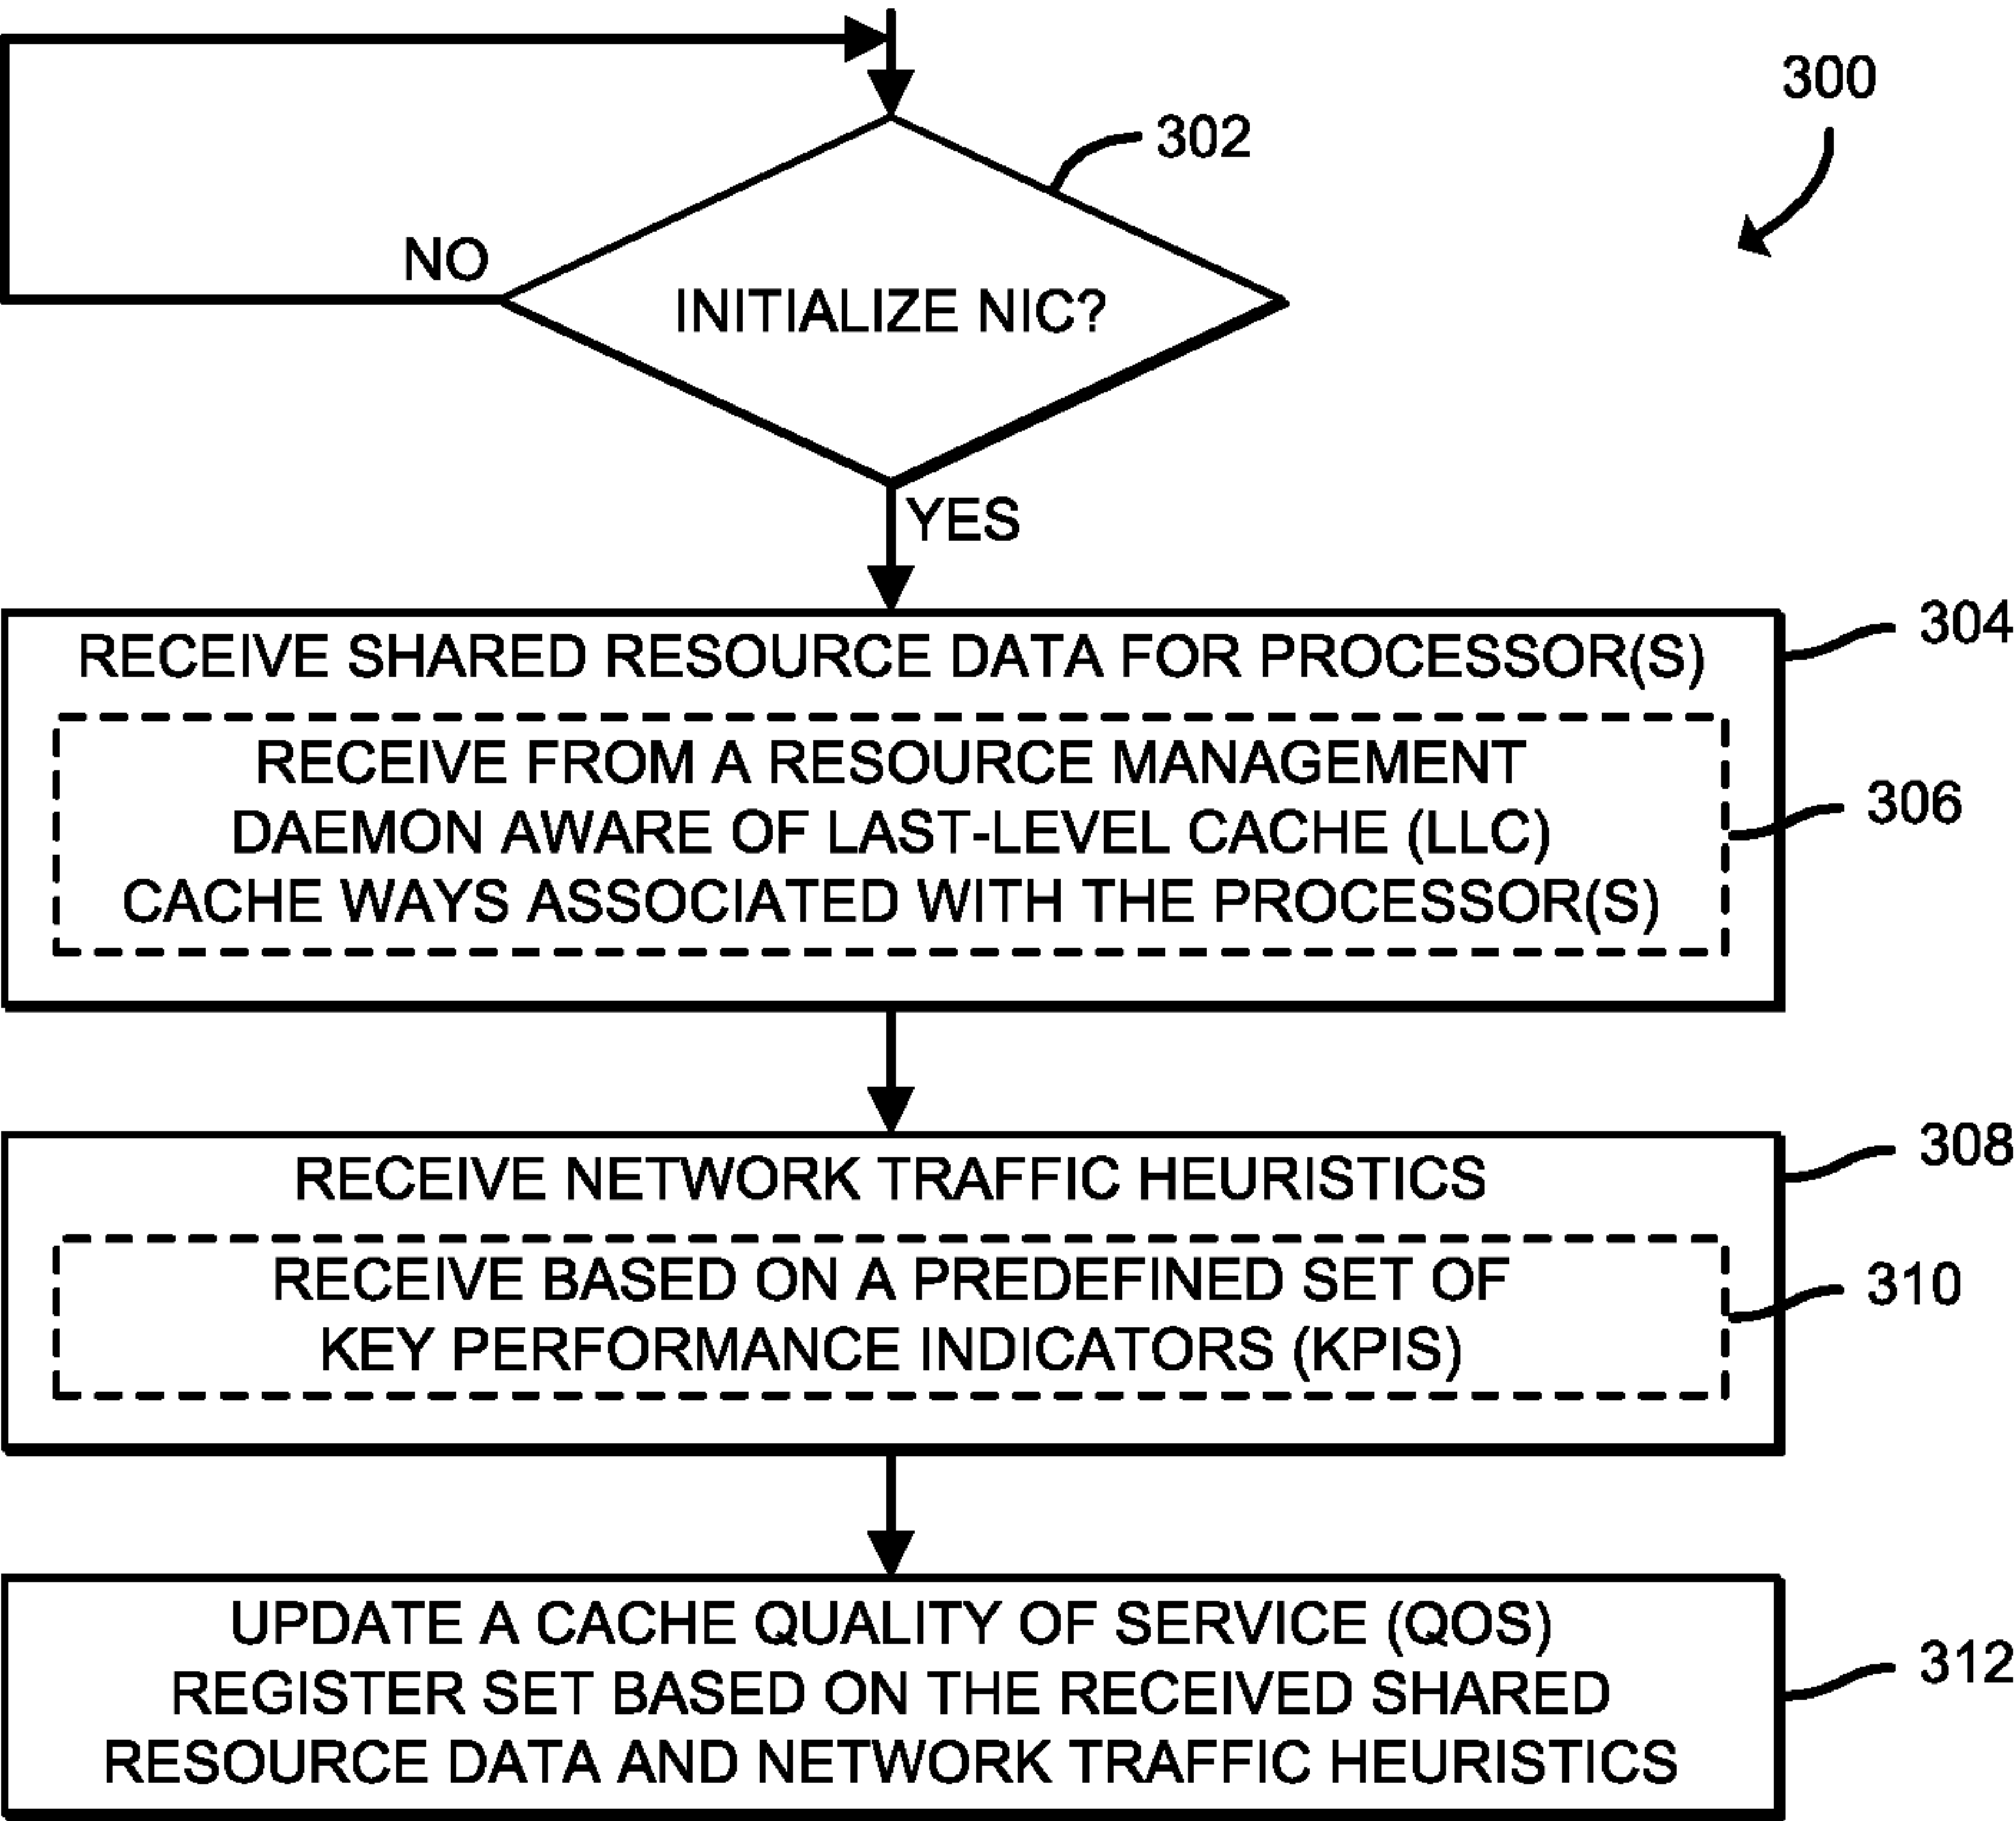 300
302
NO
INITIALIZE NIC?
YES
304
RECEIVE SHARED RESOURCE DATA FOR PROCESSOR(S)
RECEIVE FROM A RESOURCE MANAGEMENT
DAEMON AWARE OF LAST-LEVEL CACHE (LLC)
CACHE WAYS ASSOCIATED WITH THE PROCESSOR(S)
306
308
RECEIVE NETWORK TRAFFIC HEURISTICS
RECEIVE BASED ON A PREDEFINED SET OF
KEY PERFORMANCE INDICATORS (KPIS)
310
UPDATE A CACHE QUALITY OF SERVICE (QOS)
REGISTER SET BASED ON THE RECEIVED SHARED
RESOURCE DATA AND NETWORK TRAFFIC HEURISTICS
312